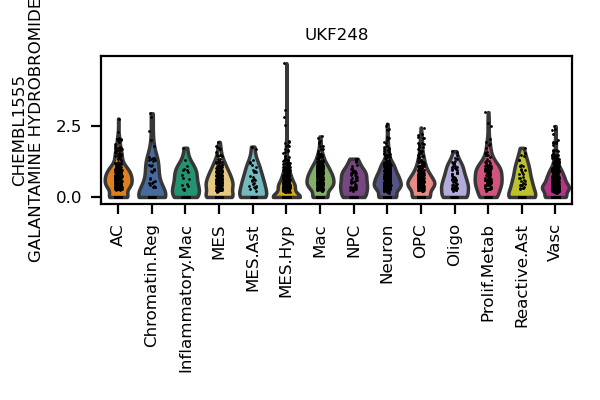 UKF248
CHEMBL1555
GALANTAMINE HYDROBROMIDE
2.5
0.0
AC
Chromatin.Reg
Inflammatory.Mac
MES
MES.Ast
MES.Hyp
Mac
NPC
Neuron
OPC
Oligo
Prolif.Metab
Reactive.Ast
Vasc